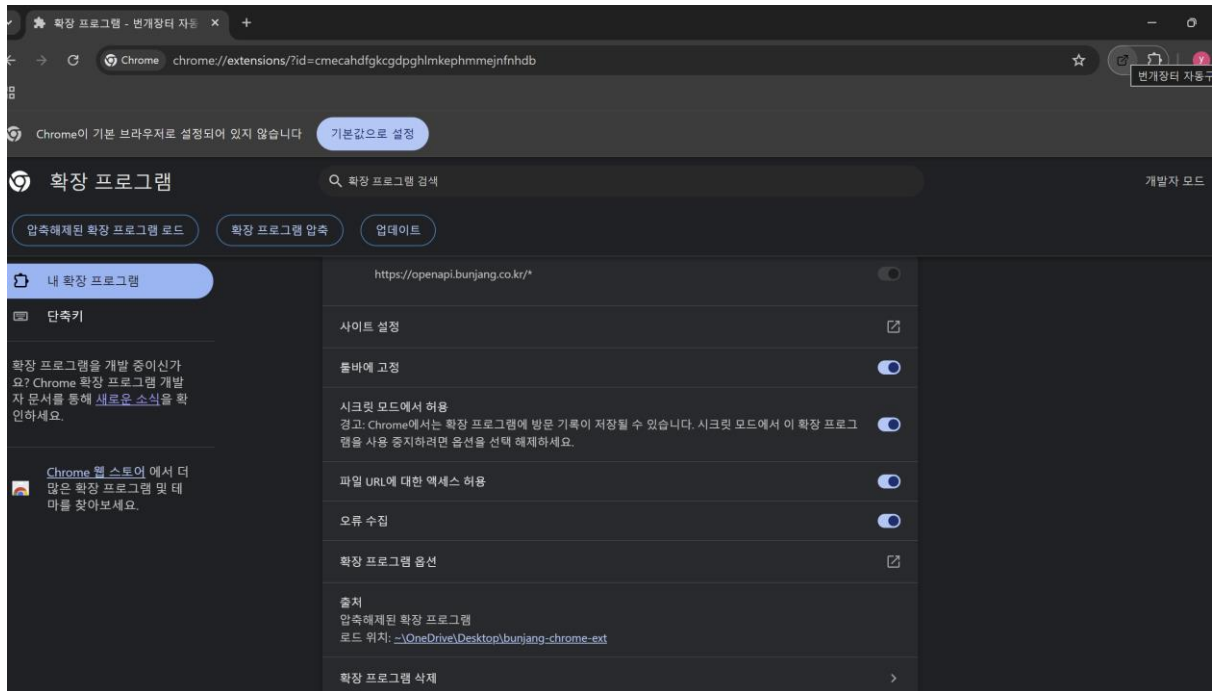 확장 프로그램 - 번개장터 자동
Chrome
chrome://extensions/?id=cmecahdfgkcgdpghlmkephmmejnfnhdb
번개장터 자동구
Chrome이 기본 브라우저로 설정되어 있지 않습니다
기본값으로 설정
확장 프로그램
확장 프로그램 검색
개발자 모드
압축해제된 확장 프로그램 로드
확장 프로그램 압축
업데이트
내 확장 프로그램
단축키
확장 프로그램을 개발 중이신가
요? Chrome 확장 프로그램 개발
자 문서를 통해 새로운 소식을 확
인하세요.
Chrome 웹 스토어 에서 더
많은 확장 프로그램 및 테
마를 찾아보세요.
https://openapi.bunjang.co.kr/*
사이트 설정
툴바에 고정
시크릿 모드에서 허용
경고: Chrome에서는 확장 프로그램에 방문 기록이 저장될 수 있습니다. 시크릿 모드에서 이 확장 프로그
램을 사용 중지하려면 옵션을 선택 해제하세요.
파일 URL에 대한 액세스 허용
오류 수집
확장 프로그램 옵션
출처
압축해제된 확장 프로그램
로드 위치: ~\OneDrive\Desktop\bunjang-chrome-ext
확장 프로그램 삭제